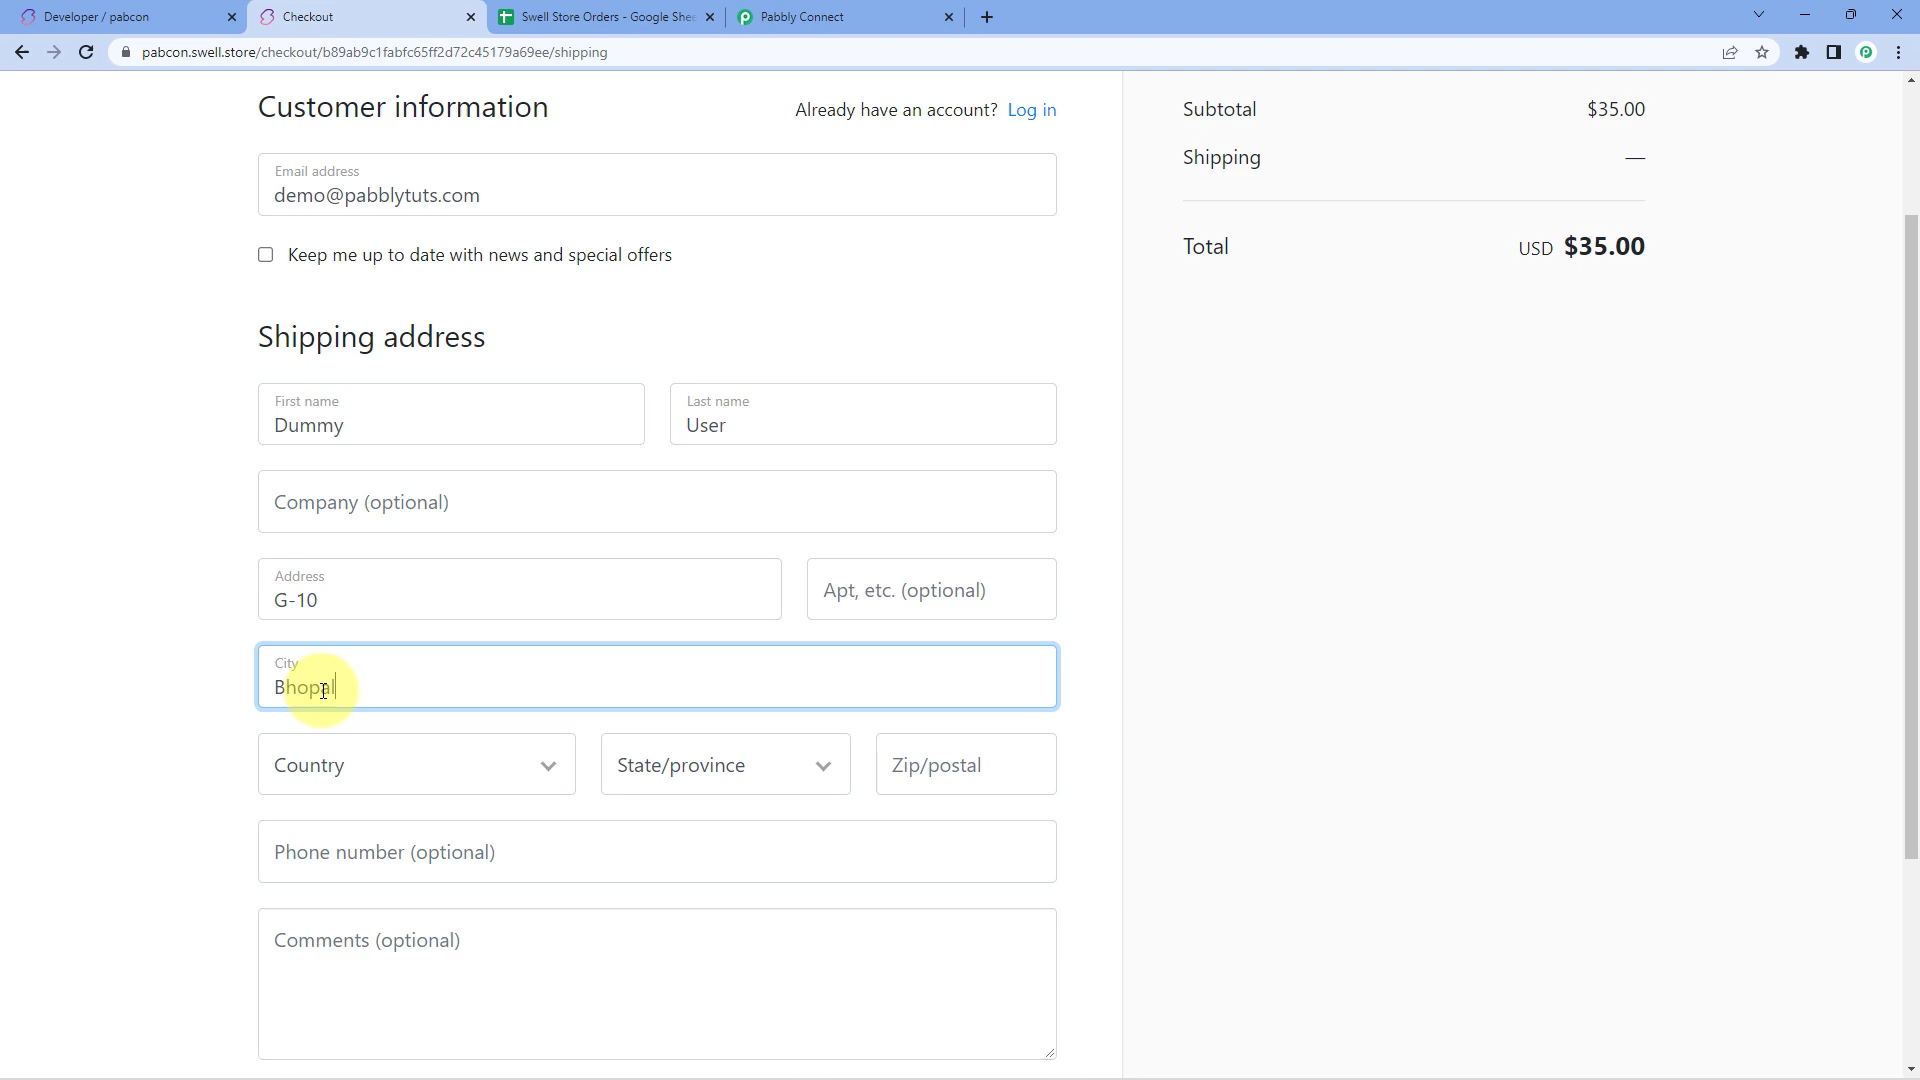 Developer / pabcon
Checkout
Swell Store Orders - Google Shee
Pabbly Connect
pabcon.swell.store/checkout/b89ab9c1fabfc65ff2d72c45179a69ee/shipping
Customer information
Already have an account? Log in
Email address
demo@pabblytuts.com
Keep me up to date with news and special offers
Shipping address
First name
Dummy
Last name
User
Company (optional)
Address
G-10
Apt, etc. (optional)
City
Bhopal
Country
State/province
Zip/postal
Phone number (optional)
Comments (optional)
Subtotal $35.00
Shipping —
Total USD $35.00